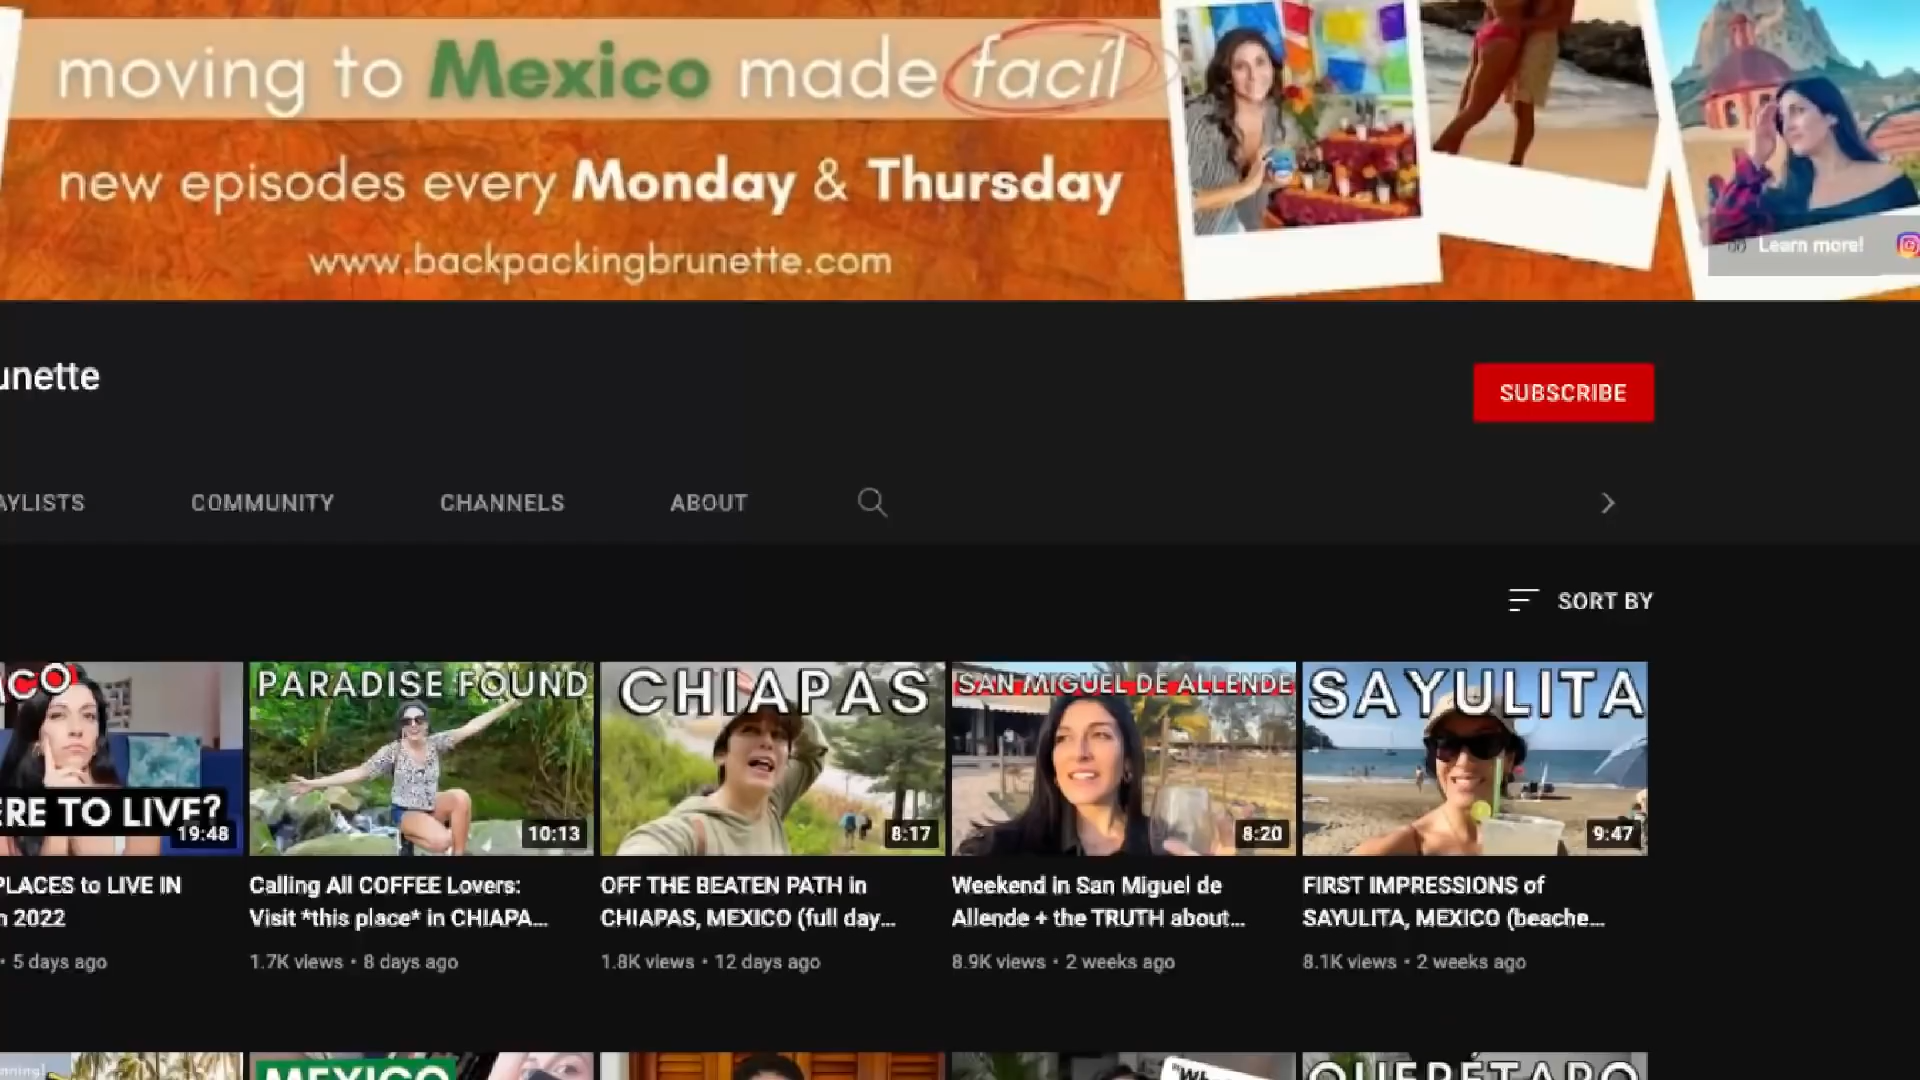 moving to Mexico made facíl
new episodes every Monday & Thursday
www.backpackingbrunette.com
Learn more!
unette
SUBSCRIBE
AYLISTS
COMMUNITY
CHANNELS
ABOUT
SORT BY
ICO
ERE TO LIVE?
19:48
PARADISE FOUND
10:13
CHIAPAS
8:17
SAN MIGUEL DE ALLENDE
8:20
SAYULITA
9:47
PLACES to LIVE IN
n 2022
• 5 days ago
Calling All COFFEE Lovers:
Visit *this place* in CHIAPA...
1.7K views • 8 days ago
OFF THE BEATEN PATH in
CHIAPAS, MEXICO (full day...
1.8K views • 12 days ago
Weekend in San Miguel de
Allende + the TRUTH about...
8.9K views • 2 weeks ago
FIRST IMPRESSIONS of
SAYULITA, MEXICO (beache...
8.1K views • 2 weeks ago
MEXICO
QUERÉTARO